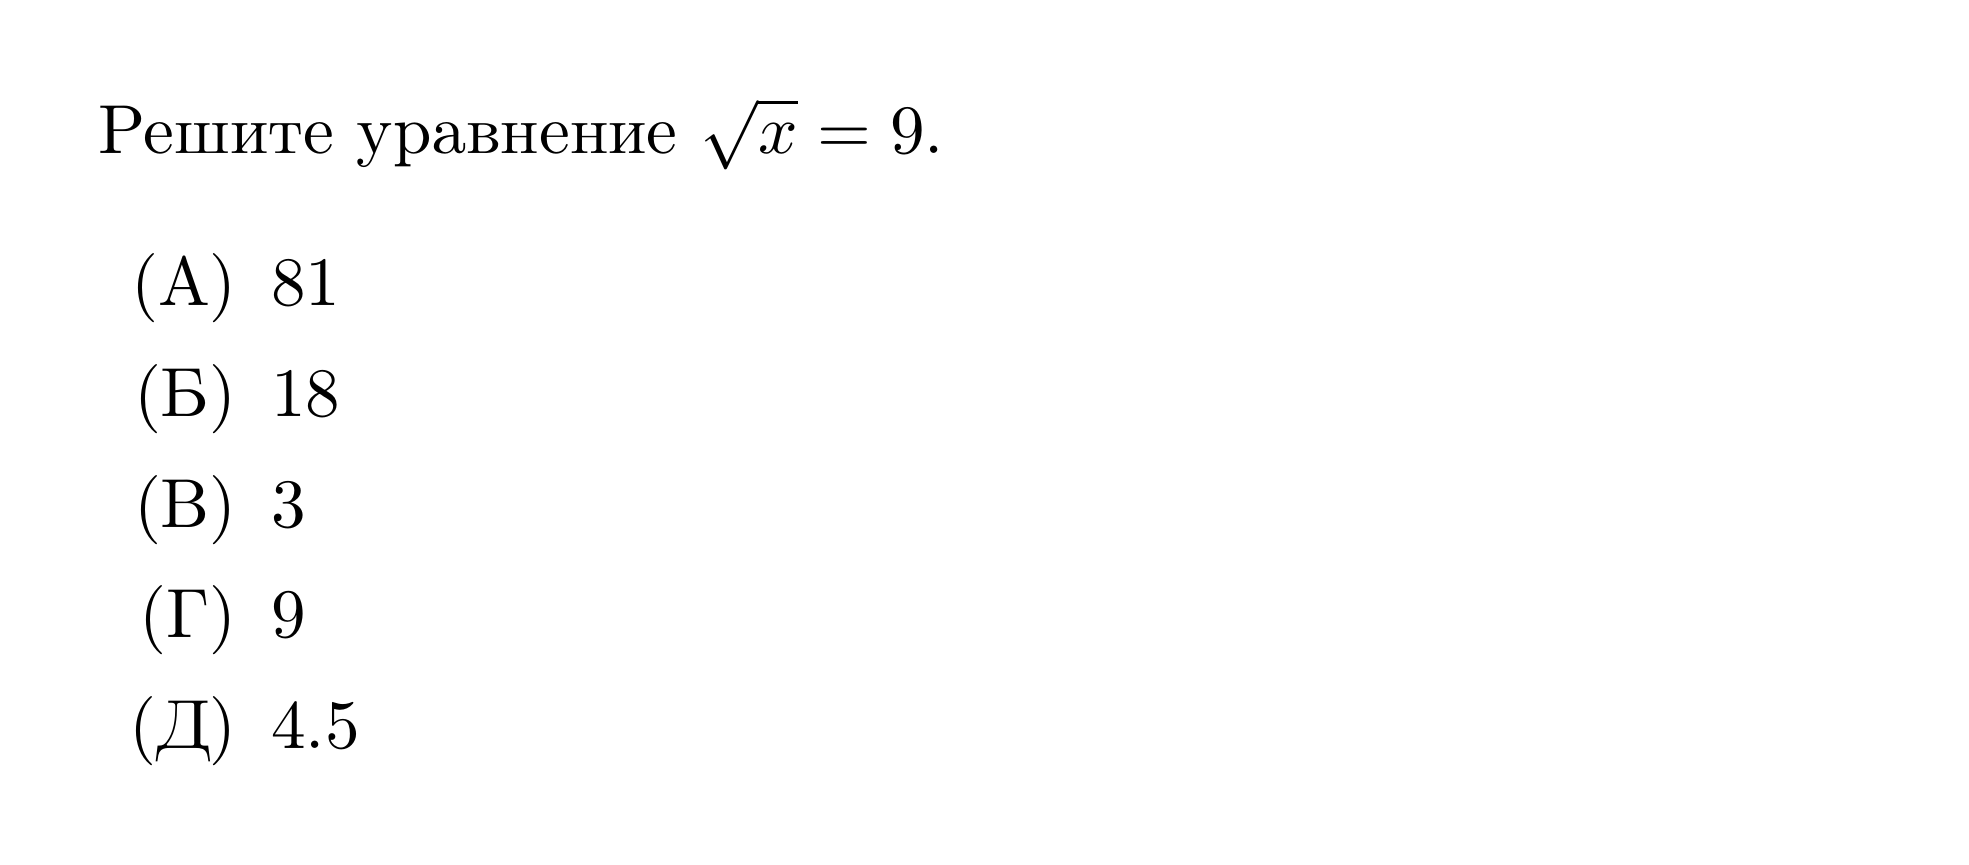 Решите уравнение √x = 9.
(А) 81
(Б) 18
(В) 3
(Г) 9
(Д) 4.5